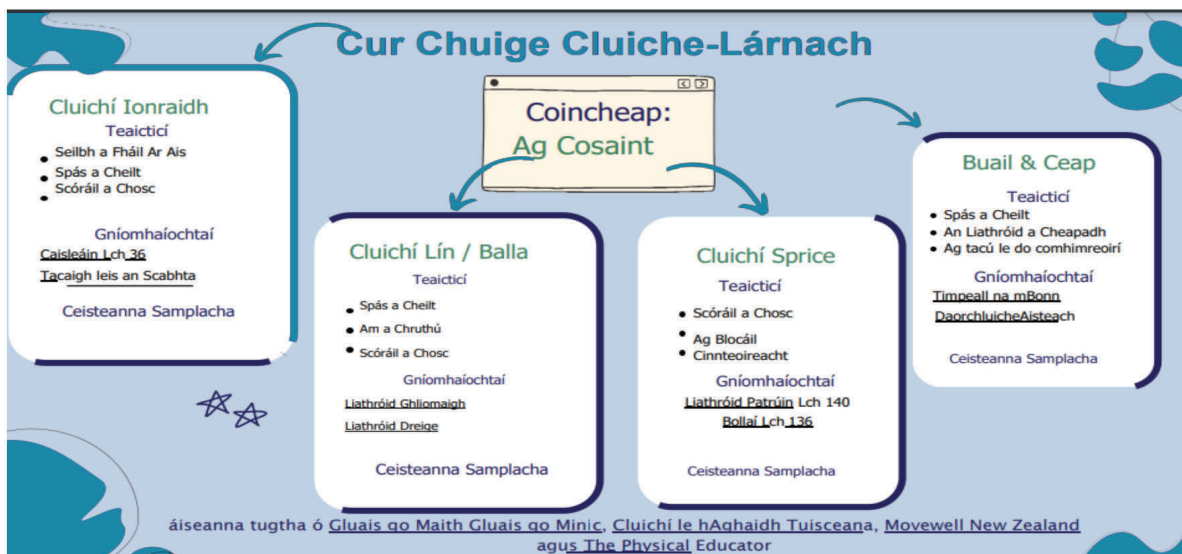 Cur Chuige Cluiche-Lárnach
Coincheap:
Ag Cosaint
Cluichí Ionraidh
Teaicticí
Seilbh a Fháil Ar Ais
Spás a Cheilt
Scóráil a Chosc
Gníomhaíochtaí
Caisleáin Lch 36
Tacaigh leis an Scabhta
Ceisteanna Samplacha
Cluichí Lín / Balla
Teaicticí
Spás a Cheilt
Am a Chruthú
Scóráil a Chosc
Gníomhaíochtaí
Liathróid Ghliomaigh
Liathróid Dreige
Ceisteanna Samplacha
Cluichí Sprice
Teaicticí
Scóráil a Chosc
Ag Blocáil
Cinnteoireacht
Gníomhaíochtaí
Liathróid Patrúin Lch 140
Bollaí Lch 136
Ceisteanna Samplacha
Buail & Ceap
Teaicticí
Spás a Cheilt
An Liathróid a Cheapadh
Ag tacú le do comhimreoirí
Gníomhaíochtaí
Timpeall na mBonn
DaorchluicheAisteach
Ceisteanna Samplacha
áiseanna tugtha ó Gluais go Maith Gluais go Minic, Cluichí le hAghaidh Tuisceana, Movewell New Zealand
agus The Physical Educator